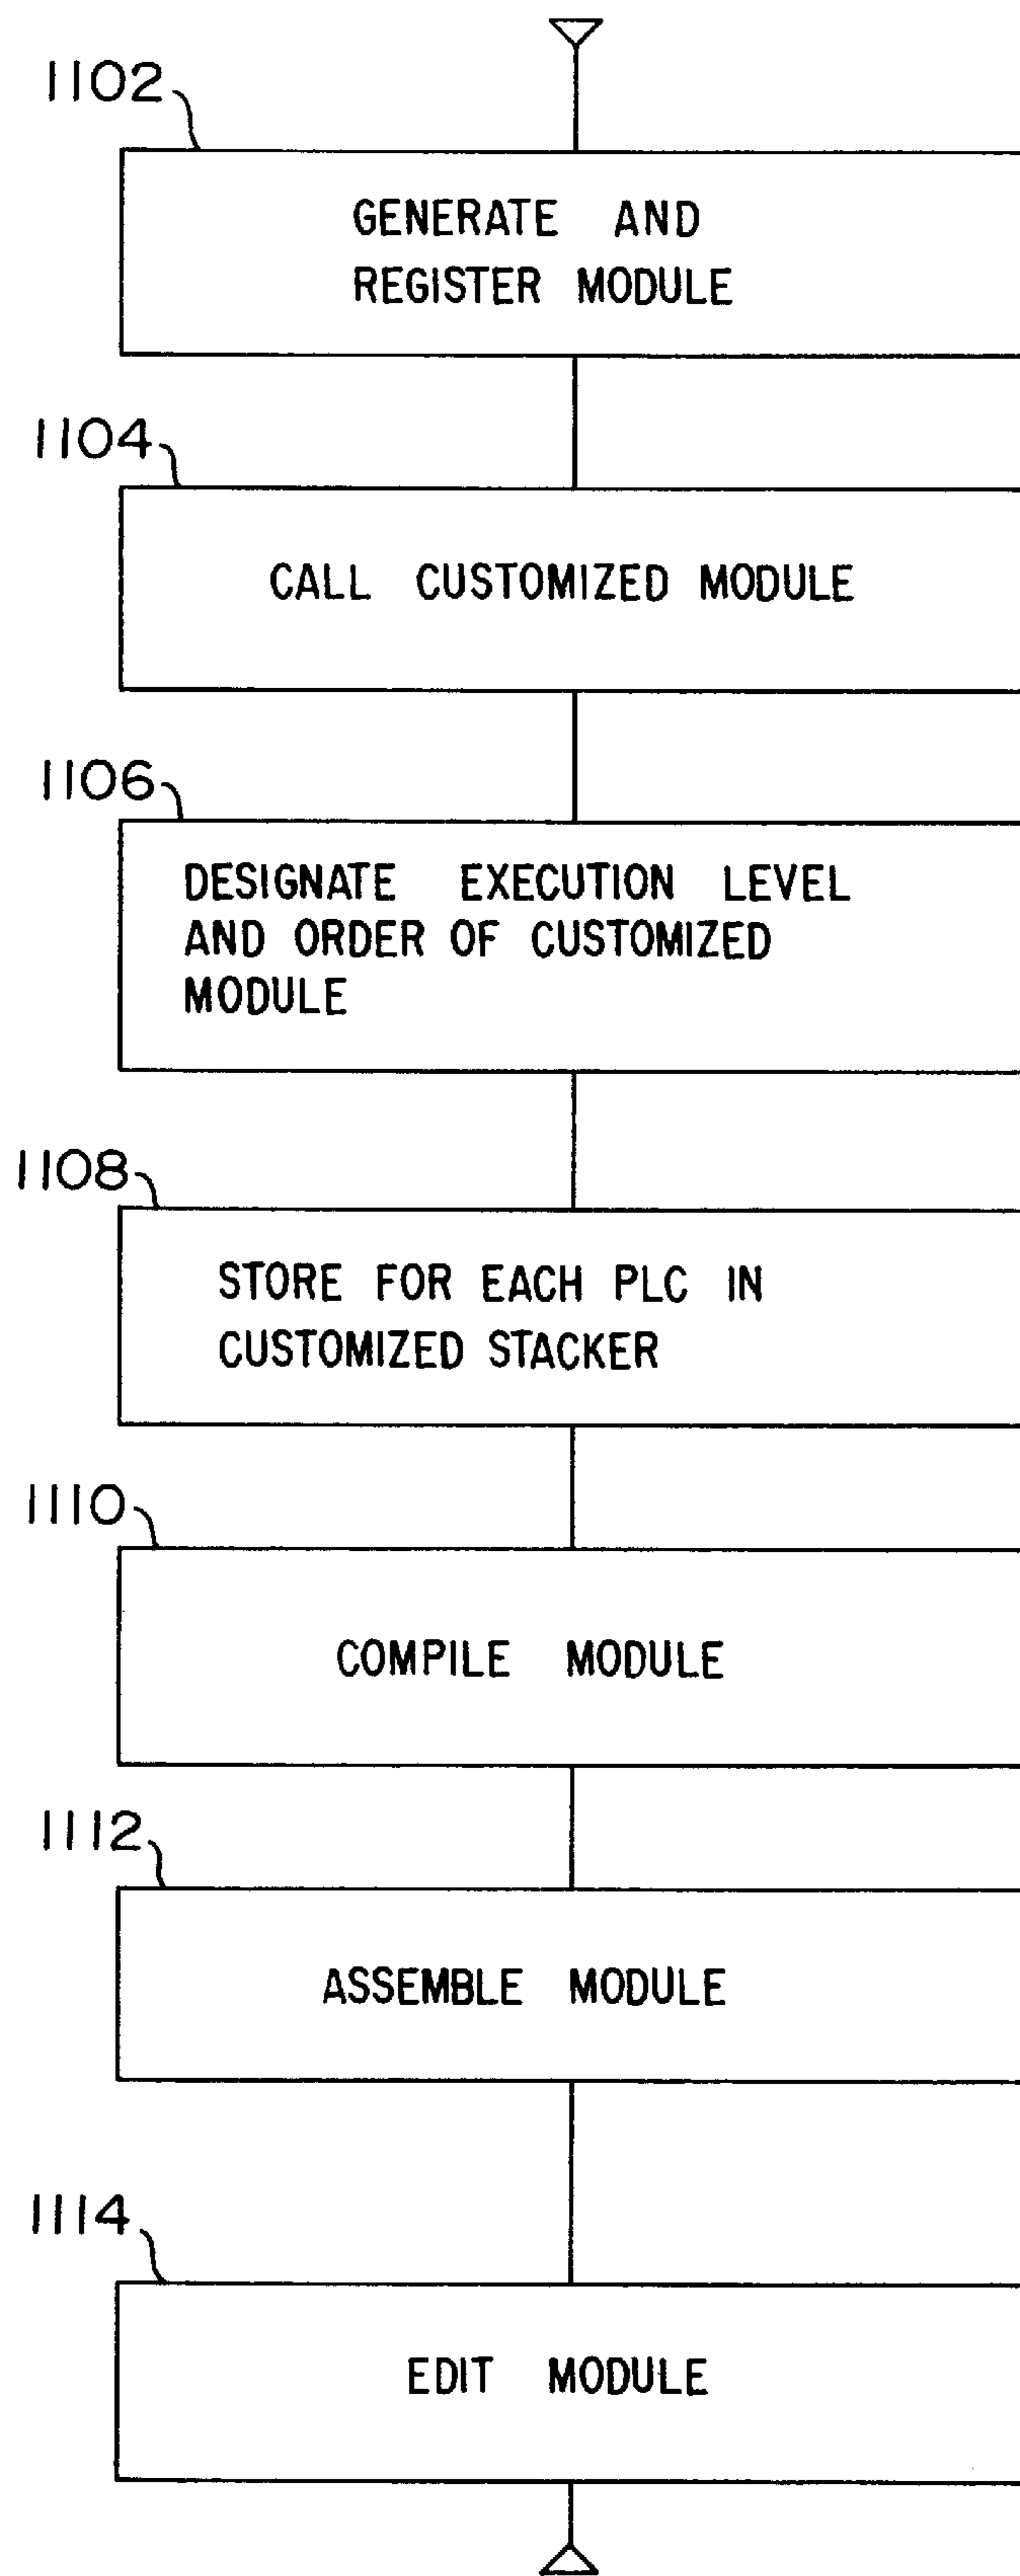 1102
GENERATE AND
REGISTER MODULE
1104
CALL CUSTOMIZED MODULE
1106
DESIGNATE EXECUTION LEVEL
AND ORDER OF CUSTOMIZED
MODULE
1108
STORE FOR EACH PLC IN
CUSTOMIZED STACKER
1110
COMPILE MODULE
1112
ASSEMBLE MODULE
1114
EDIT MODULE